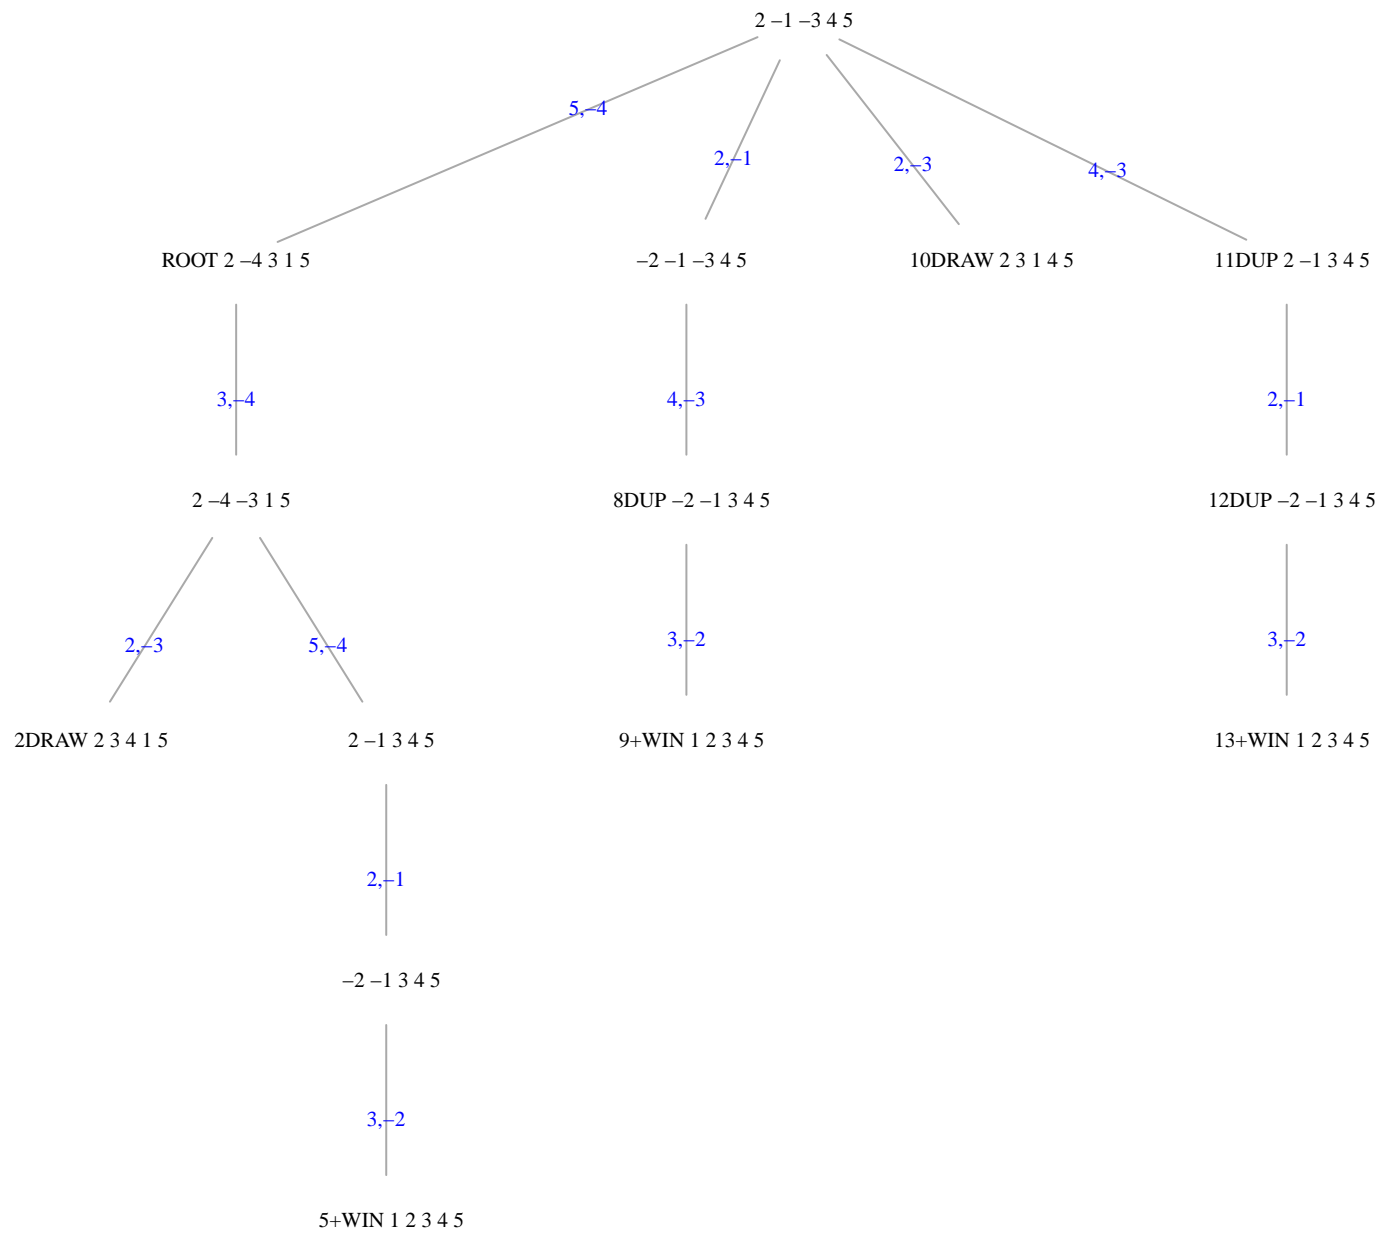 2 –1 –3 4 5
5,–4
2,–1
2,–3
4,–3
ROOT 2 –4 3 1 5
–2 –1 –3 4 5
10DRAW 2 3 1 4 5
11DUP 2 –1 3 4 5
3,–4
4,–3
2,–1
2 –4 –3 1 5
8DUP –2 –1 3 4 5
12DUP –2 –1 3 4 5
2,–3
5,–4
3,–2
3,–2
2DRAW 2 3 4 1 5
2 –1 3 4 5
9+WIN 1 2 3 4 5
13+WIN 1 2 3 4 5
2,–1
–2 –1 3 4 5
3,–2
5+WIN 1 2 3 4 5